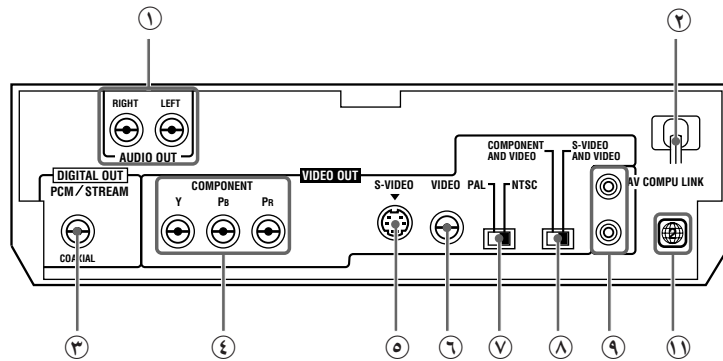 ١
٢
RIGHT LEFT
AUDIO OUT
DIGITAL OUT
PCM/STREAM
COAXIAL
VIDEO OUT
COMPONENT
Y PB PR
S-VIDEO
VIDEO
PAL NTSC
COMPONENT
AND VIDEO
S-VIDEO
AND VIDEO
AV COMPU LINK
2
٣
٤
٥
٦
٧
٨
٩
١١